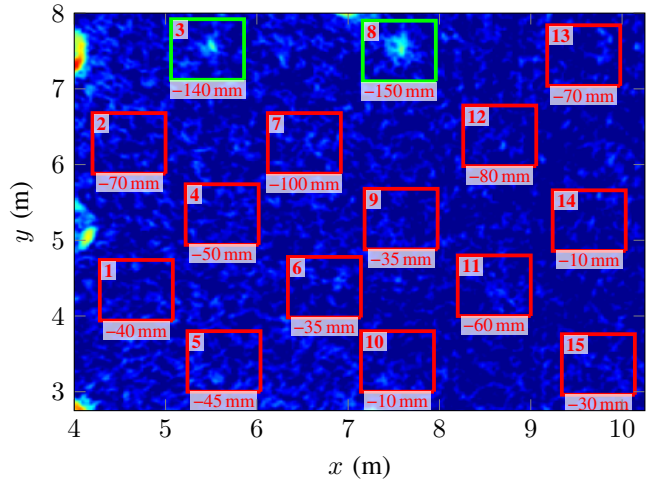 8
3
8
13
−140 mm
−150 mm
−70 mm
7
2
7
12
−70 mm
−100 mm
−80 mm
6
4
9
14
−50 mm
−35 mm
−10 mm
5
1
6
11
−40 mm
−35 mm
−60 mm
4
5
10
15
−45 mm
−10 mm
−30 mm
3
y (m)
4 5 6 7 8 9 10
x (m)